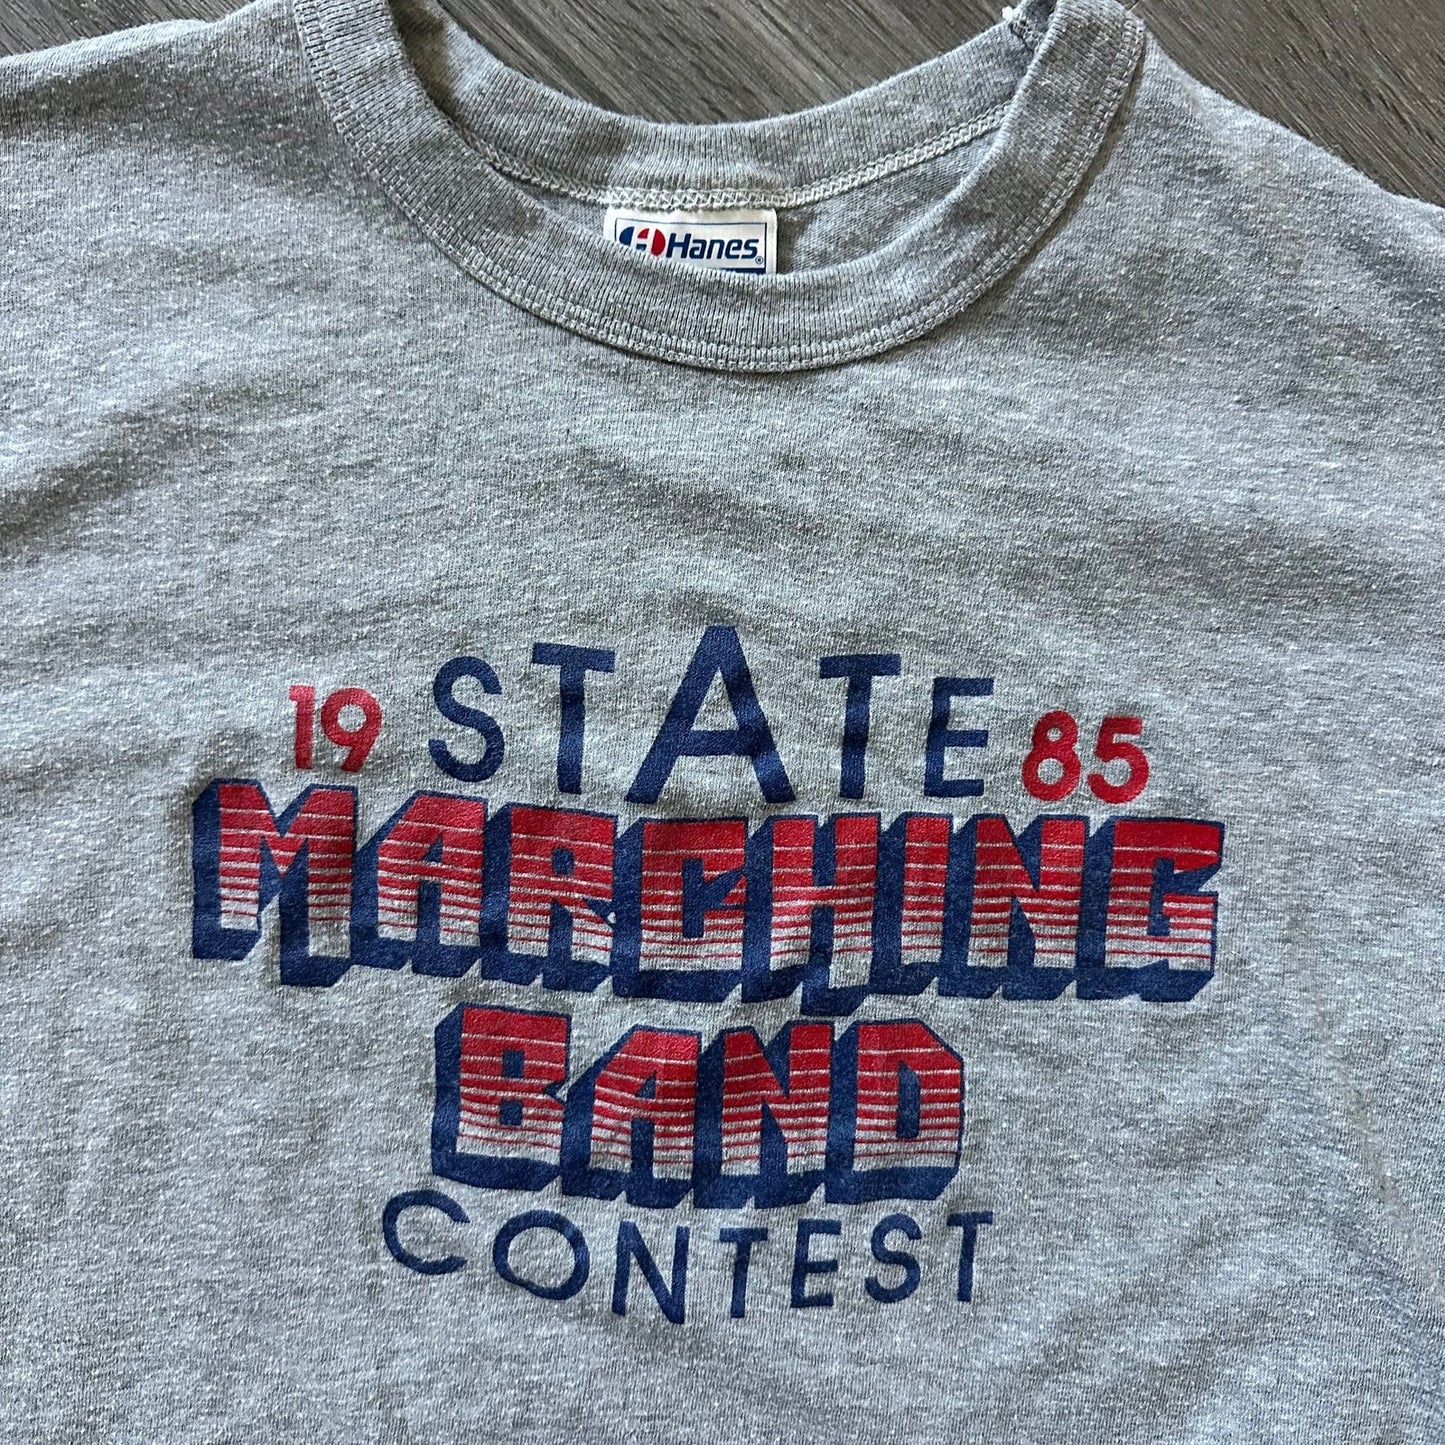 Hanes®
19 STATE 85
MARCHING
BAND
CONTEST